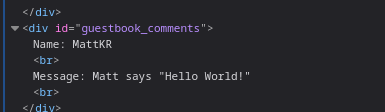 </div>
<div id="guestbook_comments">
Name: MattKR
<br>
Message: Matt says "Hello World!"
<br>
</div>